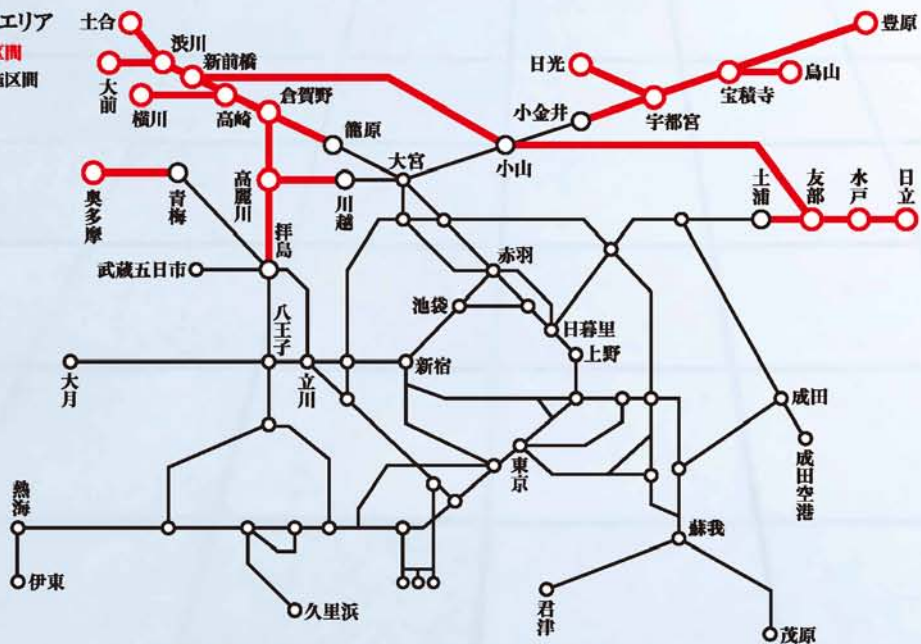 エリア
区間
区間
土合
渋川
新前橋
大前
横川
高崎
倉賀野
籠原
日光
豊原
宝積寺
烏山
小金井
宇都宮
小山
大宮
奥多摩
青梅
高麗川
川越
拝島
土浦
友部
水戸
日立
武蔵五日市
赤羽
池袋
日暮里
上野
八王子
大月
立川
新宿
成田
成田空港
東京
熱海
伊東
久里浜
蘇我
君津
茂原